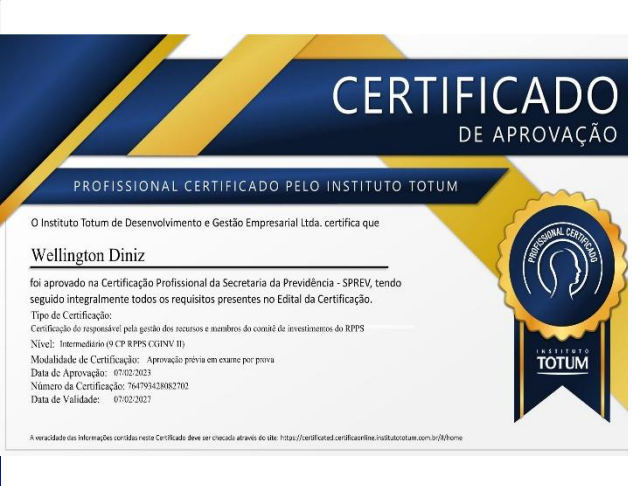 CERTIFICADO
DE APROVAÇÃO
PROFISSIONAL CERTIFICADO PELO INSTITUTO TOTUM
O Instituto Totum de Desenvolvimento e Gestão Empresarial Ltda. certifica que
Wellington Diniz
foi aprovado na Certificação Profissional da Secretaria da Previdência - SPREV, tendo
seguido integralmente todos os requisitos presentes no Edital da Certificação.
Tipo de Certificação:
Certificação do responsável pela gestão dos recursos e membros do comitê de investimentos do RPPS
Nível: Intermediário (9 CP RPPS CGINV II)
Modalidade de Certificação: Aprovação prévia em exame por prova
Data de Aprovação: 07/02/2023
Número da Certificação: 764793428082702
Data de Validade: 07/02/2027
A veracidade das informações contidas neste Certificado deve ser checada através do site: https://certificated.certificaonline.institutototum.com.br/#/home
PROFISSIONAL CERTIFICADO
INSTITUTO
TOTUM